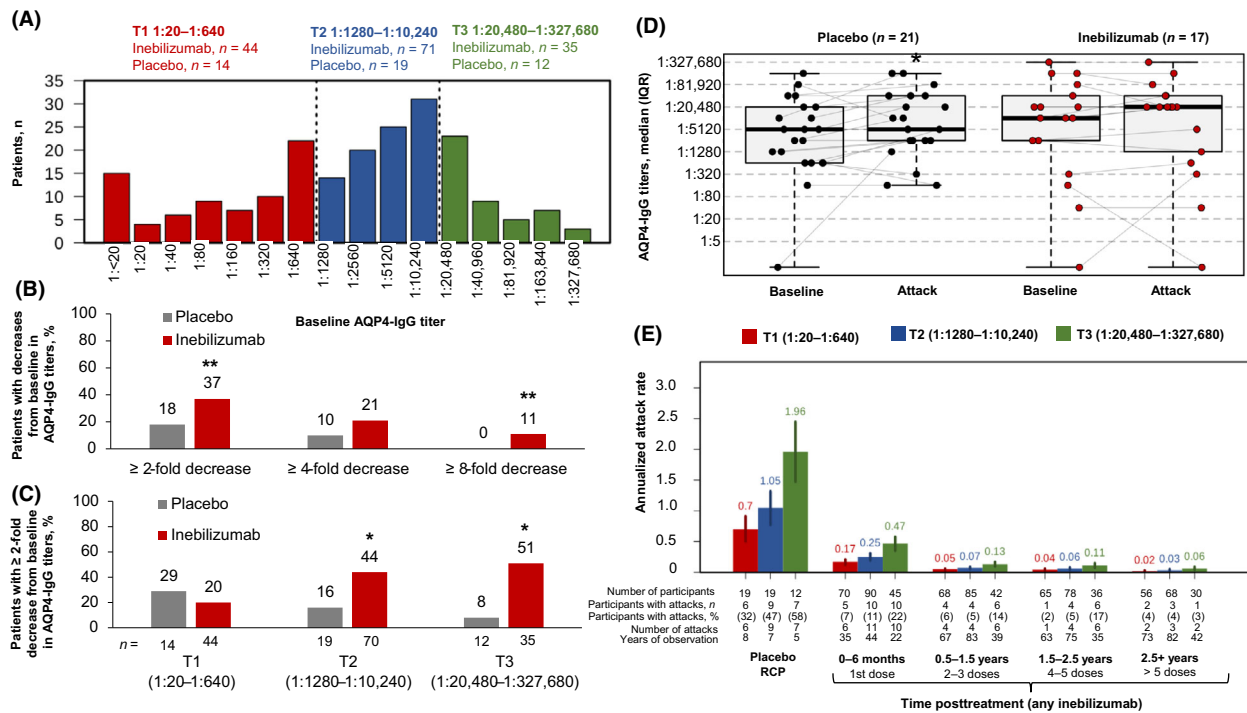 (A)
T1 1:20–1:640
Inebilizumab, n = 44
Placebo, n = 14
T2 1:1280–1:10,240
Inebilizumab, n = 71
Placebo, n = 19
T3 1:20,480–1:327,680
Inebilizumab, n = 35
Placebo, n = 12
Patients, n
35
30
25
20
15
10
5
0
1:<20
1:20
1:40
1:80
1:160
1:320
1:640
1:1280
1:2560
1:5120
1:10,240
1:20,480
1:40,960
1:81,920
1:163,840
1:327,680
Baseline AQP4-IgG titer
(B)
Patients with decreases
from baseline in
AQP4-IgG titers, %
100
80
60
40
20
0
Placebo
Inebilizumab
18
**
37
10
21
0
**
11
≥ 2-fold decrease
≥ 4-fold decrease
≥ 8-fold decrease
(C)
Patients with ≥ 2-fold
decrease from baseline
in AQP4-IgG titers, %
100
80
60
40
20
0
Placebo
Inebilizumab
29
20
16
*
44
8
*
51
n =
14
44
19
70
12
35
T1
(1:20–1:640)
T2
(1:1280–1:10,240)
T3
(1:20,480–1:327,680)
(D)
Placebo (n = 21)
Inebilizumab (n = 17)
*
AQP4-IgG titers, median (IQR)
1:327,680
1:81,920
1:20,480
1:5120
1:1280
1:320
1:80
1:20
1:5
Baseline
Attack
Baseline
Attack
(E)
T1 (1:20–1:640)
T2 (1:1280–1:10,240)
T3 (1:20,480–1:327,680)
Annualized attack rate
3.0
2.5
2.0
1.5
1.0
0.5
0.0
0.7
1.05
1.96
0.17
0.25
0.47
0.05
0.07
0.13
0.04
0.06
0.11
0.02
0.03
0.06
Number of participants 19 19 12 70 90 45 68 85 42 65 78 36 56 68 30
Participants with attacks, n 6 9 7 5 10 10 4 4 6 1 4 6 2 3 1
Participants with attacks, % (32) (47) (58) (7) (11) (22) (6) (5) (14) (2) (5) (17) (4) (4) (3)
Number of attacks 6 9 7 6 11 10 4 4 6 1 4 6 2 3 2
Years of observation 8 7 5 35 44 22 67 83 39 63 75 35 73 82 42
Placebo
RCP
0–6 months
1st dose
0.5–1.5 years
2–3 doses
1.5–2.5 years
4–5 doses
2.5+ years
> 5 doses
Time posttreatment (any inebilizumab)